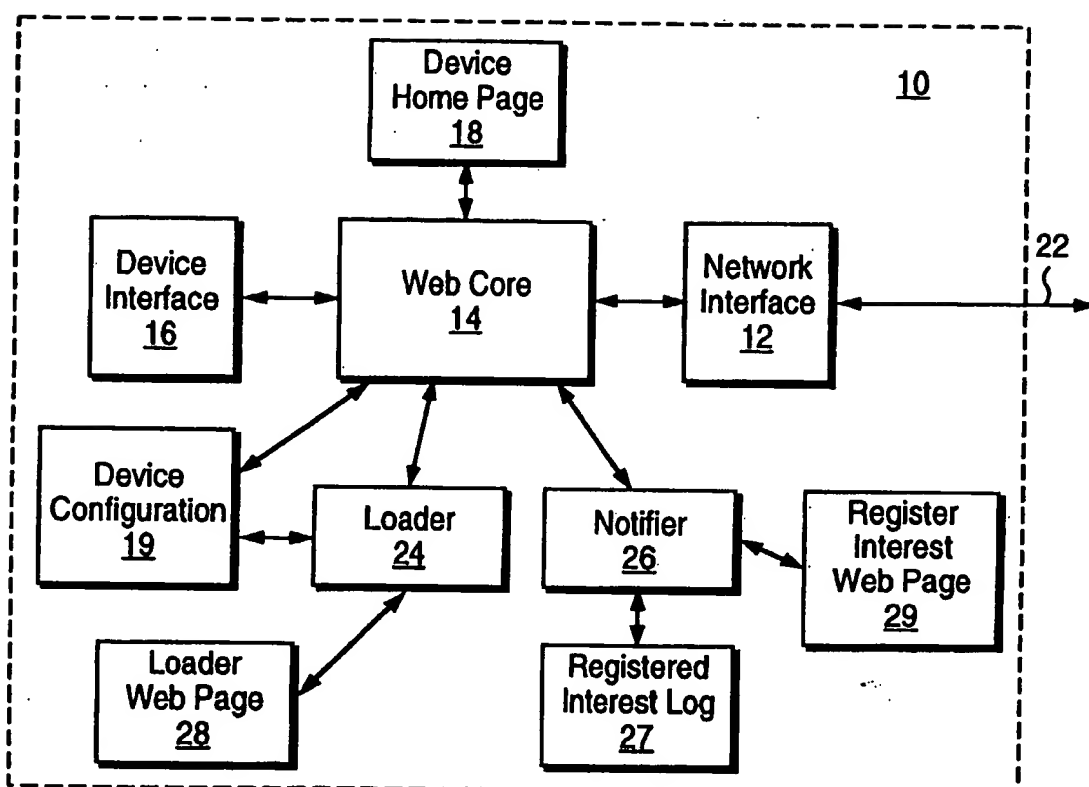 Device
Home Page
18
10
Device
Interface
16
Web Core
14
Network
Interface
12
22
Device
Configuration
19
Loader
24
Notifier
26
Register
Interest
Web Page
29
Loader
Web Page
28
Registered
Interest Log
27